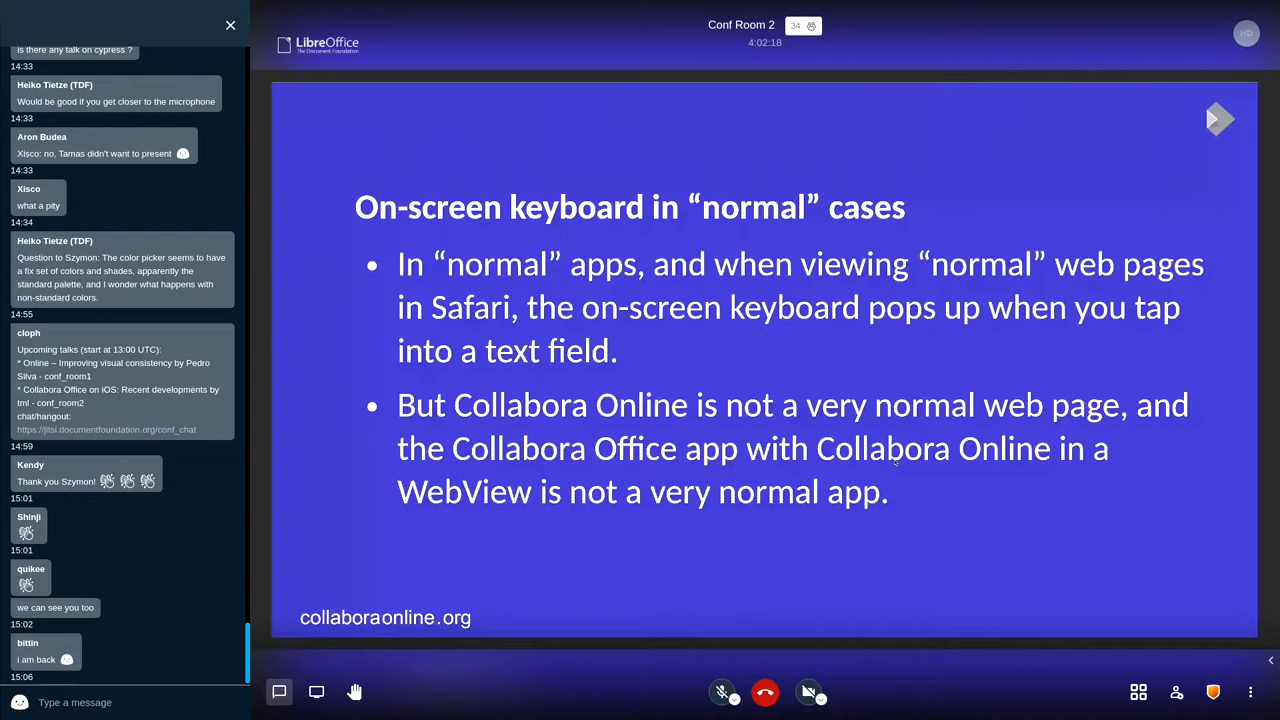 is there any talk on cypress ?
14:33
Heiko Tietze (TDF)
Would be good if you get closer to the microphone
14:33
Aron Budea
Xisco: no, Tamas didn't want to present
14:33
Xisco
what a pity
14:34
Heiko Tietze (TDF)
Question to Szymon: The color picker seems to have
a fix set of colors and shades, apparently the
standard palette, and I wonder what happens with
non-standard colors.
14:55
cloph
Upcoming talks (start at 13:00 UTC):
* Online – Improving visual consistency by Pedro
Silva - conf_room1
* Collabora Office on iOS: Recent developments by
tml - conf_room2
chat/hangout:
https://jitsi.documentfoundation.org/conf_chat
14:59
Kendy
Thank you Szymon!
15:01
Shinji
15:01
quikee
we can see you too
15:02
bittin
i am back
15:06
Type a message
LibreOffice
The Document Foundation
Conf Room 2
34
4:02:18
HD
On-screen keyboard in “normal” cases
• In “normal” apps, and when viewing “normal” web pages
in Safari, the on-screen keyboard pops up when you tap
into a text field.
• But Collabora Online is not a very normal web page, and
the Collabora Office app with Collabora Online in a
WebView is not a very normal app.
collaboraonline.org